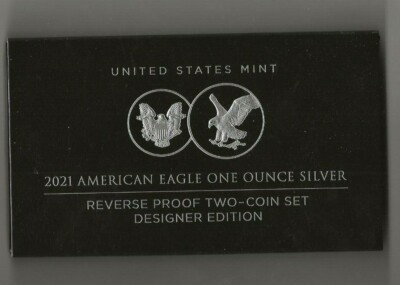 UNITED STATES MINT
2021 AMERICAN EAGLE ONE OUNCE SILVER
REVERSE PROOF TWO-COIN SET
DESIGNER EDITION